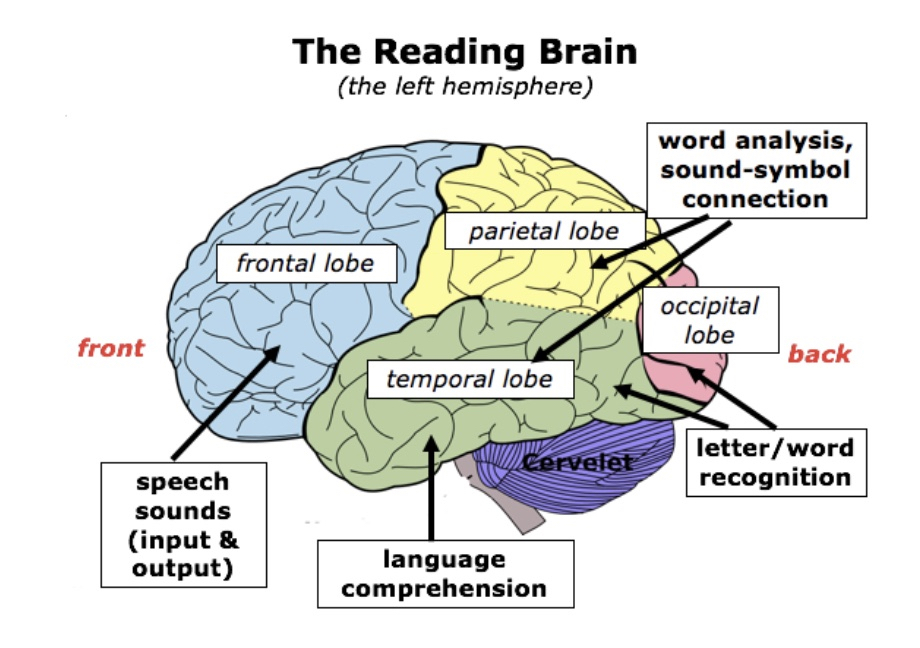 The Reading Brain
(the left hemisphere)
word analysis,
sound-symbol
connection
parietal lobe
frontal lobe
occipital
lobe
front
back
temporal lobe
letter/word
recognition
Cervelet
speech
sounds
(input &
output)
language
comprehension